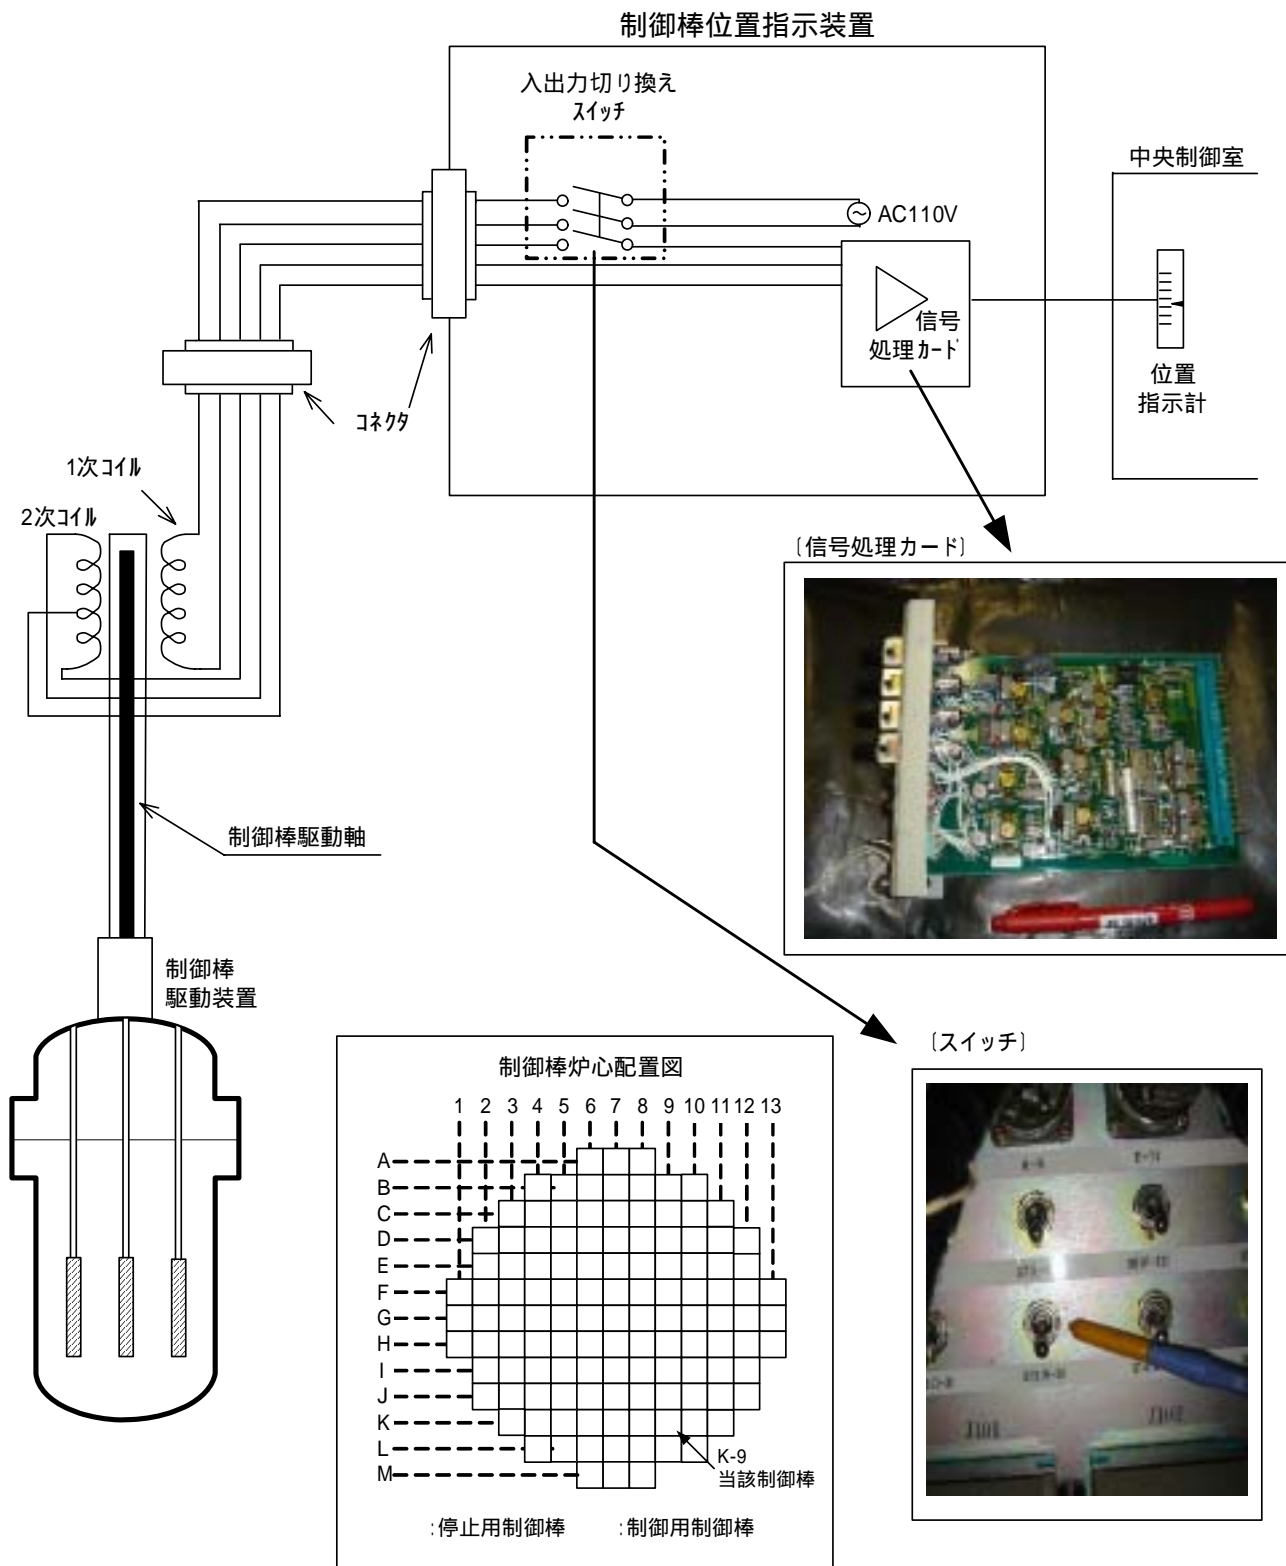 制御棒位置指示装置
入出力切り換え
スイッチ
中央制御室
AC110V
信号
処理カード
位置
指示計
コネクタ
1次コイル
2次コイル
〔信号処理カード〕
制御棒駆動軸
制御棒
駆動装置
〔スイッチ〕
制御棒炉心配置図
1 2 3 4 5 6 7 8 9 10 11 12 13
A
B
C
D
E
F
G
H
I
J
K
L
M
K-9
当該制御棒
:停止用制御棒 :制御用制御棒
J101
J102